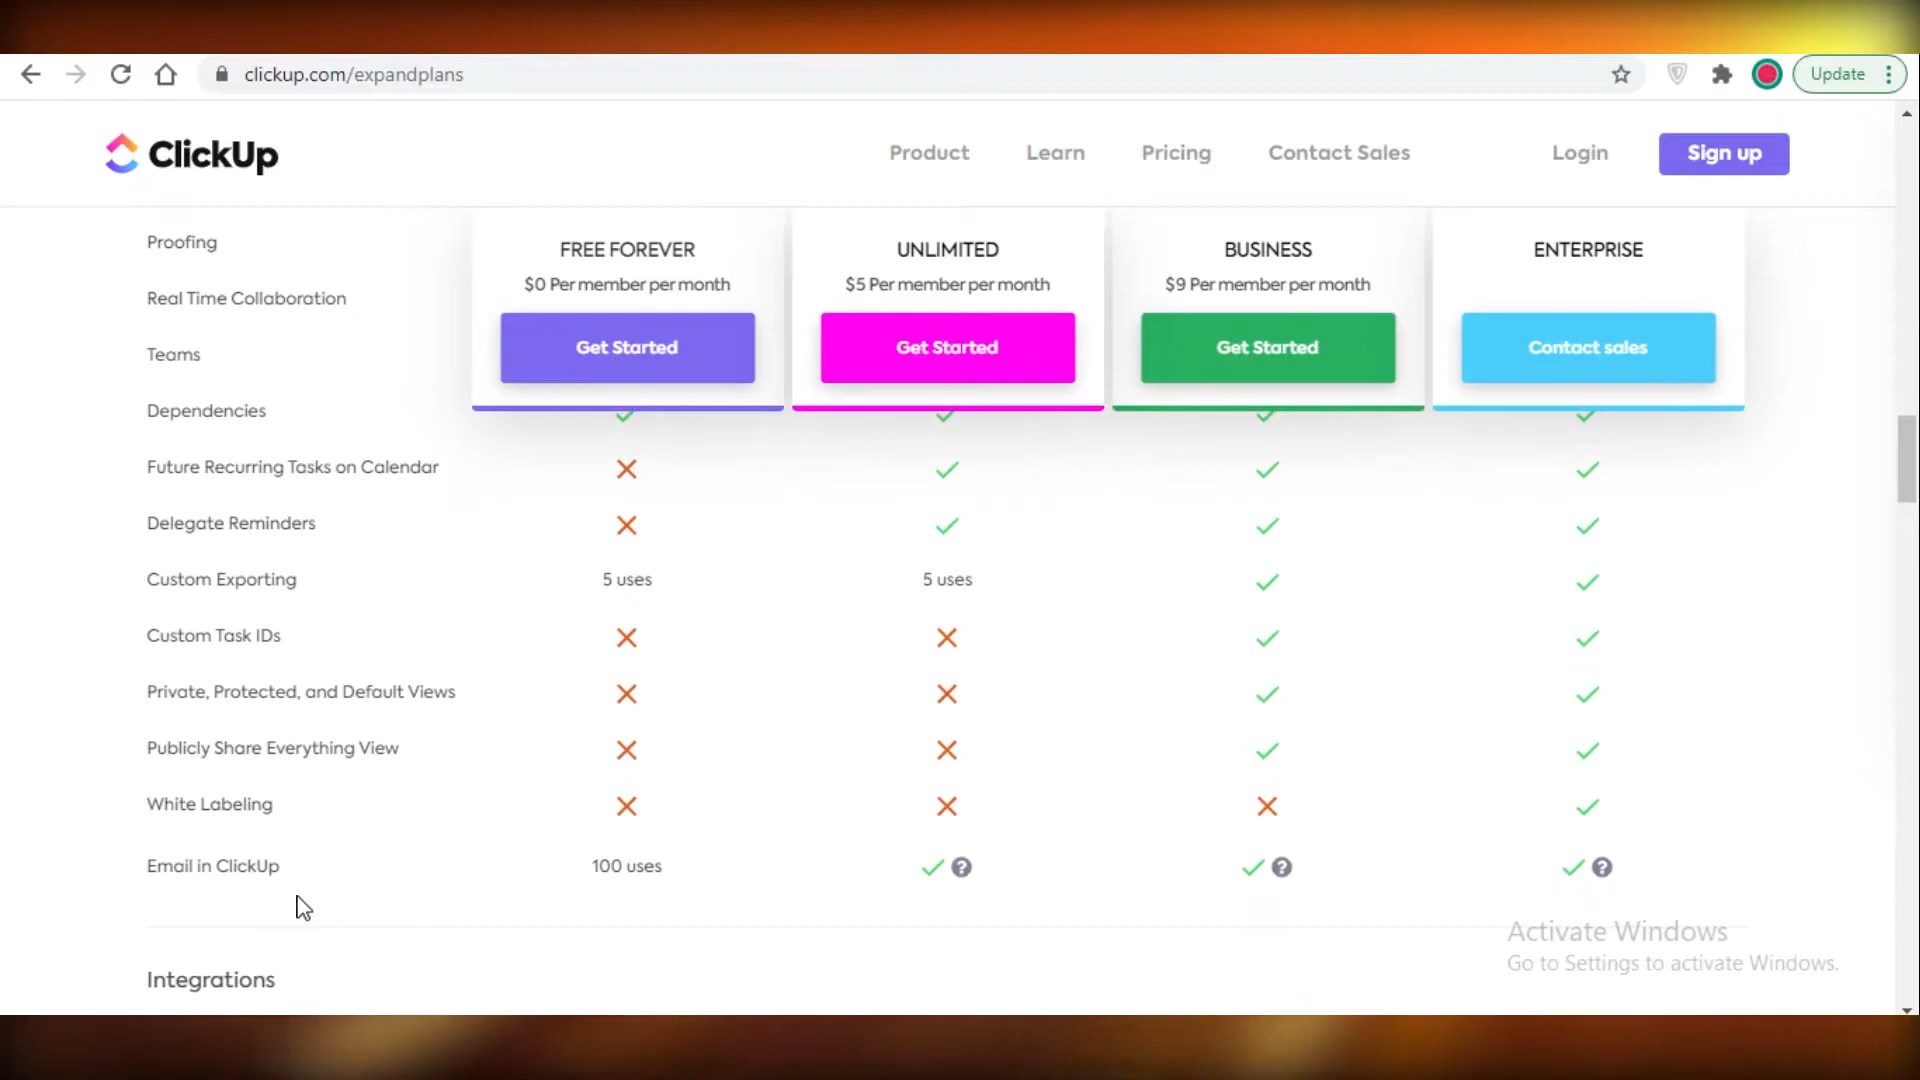 clickup.com/expandplans
Update
ClickUp
Product Learn Pricing Contact Sales Login Sign up
Proofing
Real Time Collaboration
Teams
FREE FOREVER
$0 Per member per month
Get Started
UNLIMITED
$5 Per member per month
Get Started
BUSINESS
$9 Per member per month
Get Started
ENTERPRISE
Contact sales
Dependencies
Future Recurring Tasks on Calendar
Delegate Reminders
Custom Exporting 5 uses 5 uses
Custom Task IDs
Private, Protected, and Default Views
Publicly Share Everything View
White Labeling
Email in ClickUp 100 uses ? ? ?
Integrations
Activate Windows
Go to Settings to activate Windows.